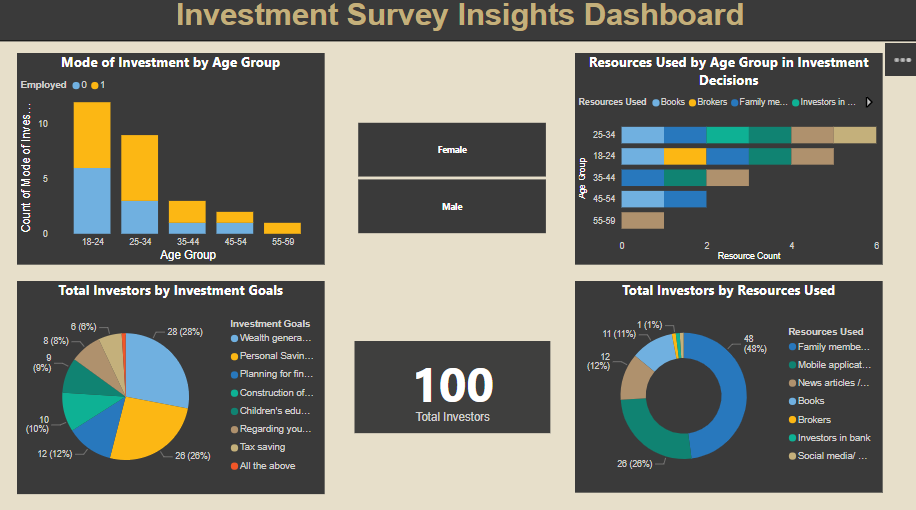 Investment Survey Insights Dashboard
Mode of Investment by Age Group
Employed 0 1
Count of Mode of Inves...
10
5
0
18-24 25-34 35-44 45-54 55-59
Age Group
Female
Male
Resources Used by Age Group in Investment
Decisions
Resources Used Books Brokers Family me... Investors in ...
Age Group
25-34
18-24
35-44
45-54
55-59
0 2 4 6
Resource Count
Total Investors by Investment Goals
6 (6%)
8 (8%)
9
(9%)
10
(10%)
12 (12%)
28 (28%)
26 (26%)
Investment Goals
Wealth genera...
Personal Savin...
Planning for fin...
Construction of...
Children's edu...
Regarding you...
Tax saving
All the above
100
Total Investors
Total Investors by Resources Used
1 (1%)
11 (11%)
12
(12%)
26 (26%)
48
(48%)
Resources Used
Family membe...
Mobile applicat...
News articles /...
Books
Brokers
Investors in bank
Social media/ ...